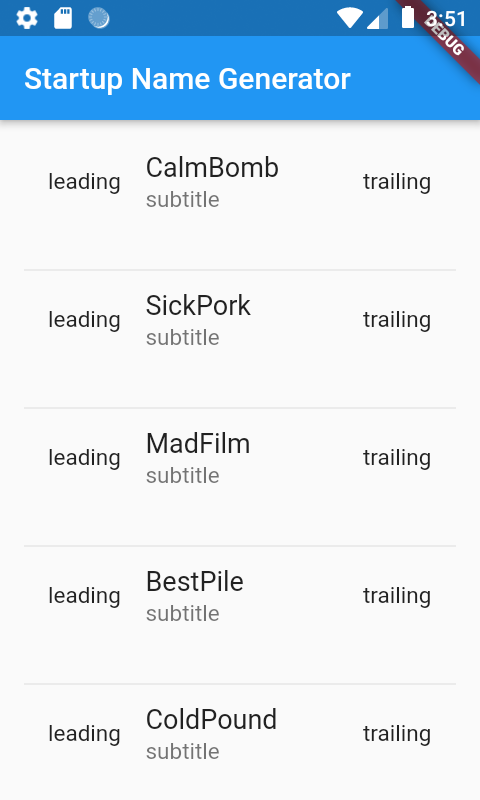 3:51
DEBUG
Startup Name Generator
leading CalmBomb trailing
subtitle
leading SickPork trailing
subtitle
leading MadFilm trailing
subtitle
leading BestPile trailing
subtitle
leading ColdPound trailing
subtitle